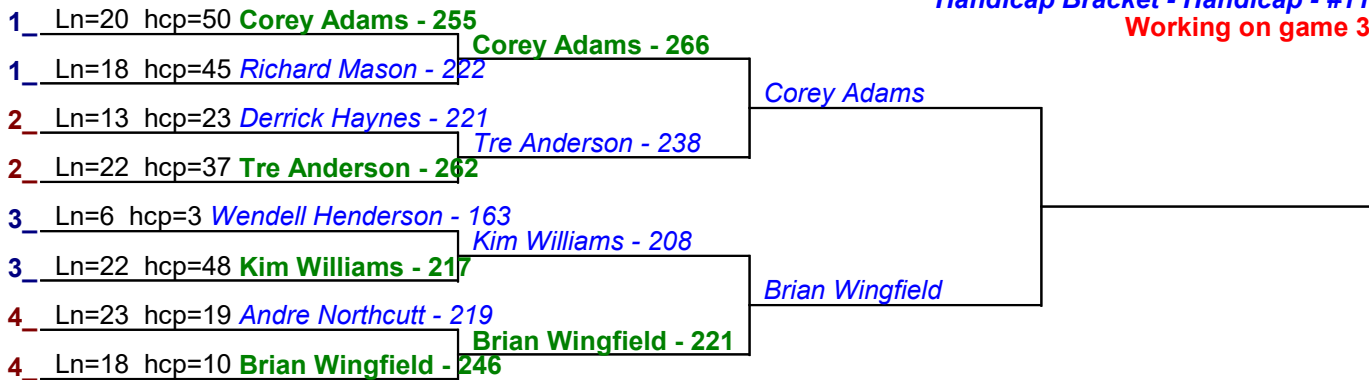 Handicap Bracket - Handicap - #11
Working on game 3
1_ Ln=20 hcp=50 Corey Adams - 255
Corey Adams - 266
1_ Ln=18 hcp=45 Richard Mason - 222
Corey Adams
2_ Ln=13 hcp=23 Derrick Haynes - 221
Tre Anderson - 238
2_ Ln=22 hcp=37 Tre Anderson - 262
3_ Ln=6 hcp=3 Wendell Henderson - 163
Kim Williams - 208
3_ Ln=22 hcp=48 Kim Williams - 217
Brian Wingfield
4_ Ln=23 hcp=19 Andre Northcutt - 219
Brian Wingfield - 221
4_ Ln=18 hcp=10 Brian Wingfield - 246